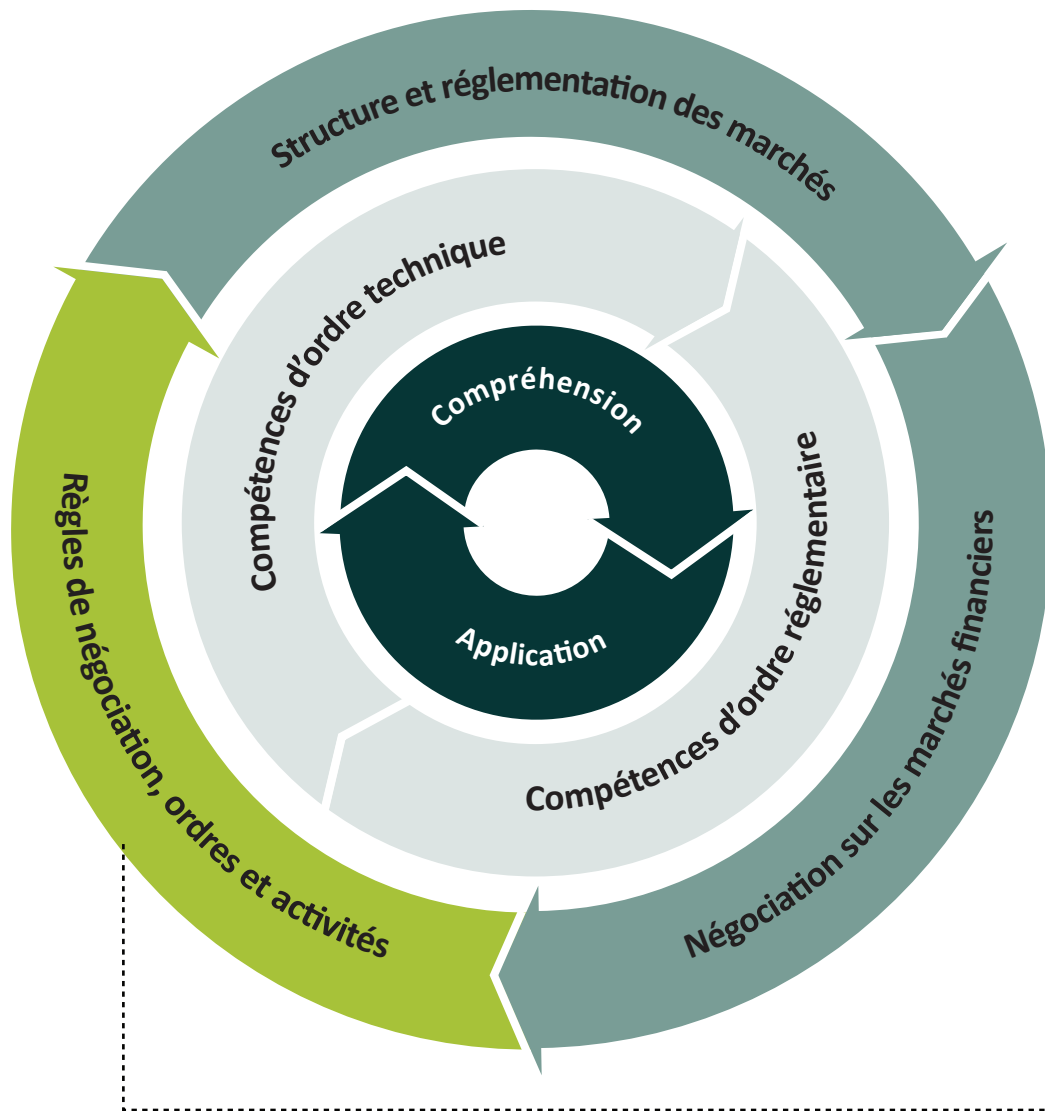 Structure et réglementation des marchés
Compétences d'ordre technique
Compréhension
Application
Compétences d'ordre réglementaire
Règles de négociation, ordres et activités
Négociation sur les marchés financiers